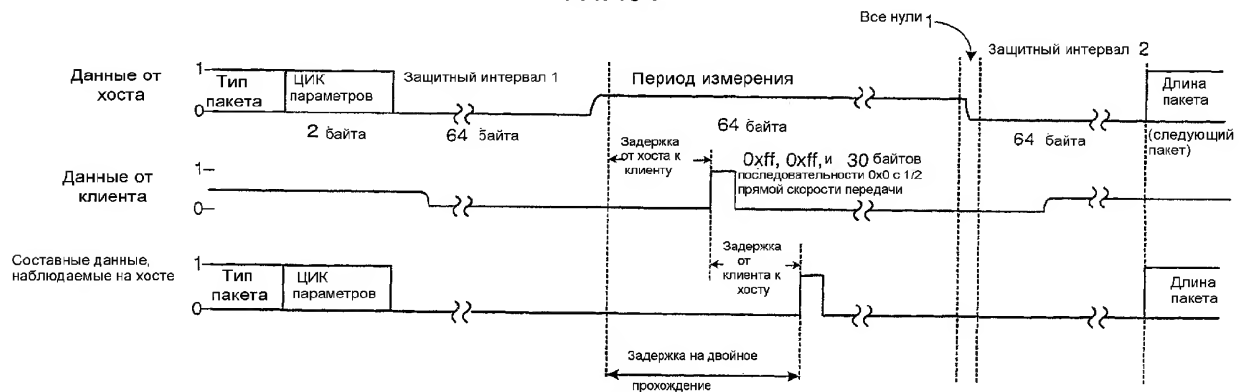 Все нули 1
Защитный интервал 2
Данные от
хоста
1
0
Тип
пакета
ЦИК
параметров
Защитный интервал 1
Период измерения
Длина
пакета
2 байта
64 байта
64 байта
64 байта
(следующий
пакет)
Задержка
от хоста к
клиенту
0xff, 0xff, и 30 байтов
последовательности 0x0 с 1/2
прямой скорости передачи
Данные от
клиента
1
0
Задержка
от
клиента к
хосту
Составные данные,
наблюдаемые на хосте
1
0
Тип
пакета
ЦИК
параметров
Длина
пакета
Задержка на двойное
прохождение